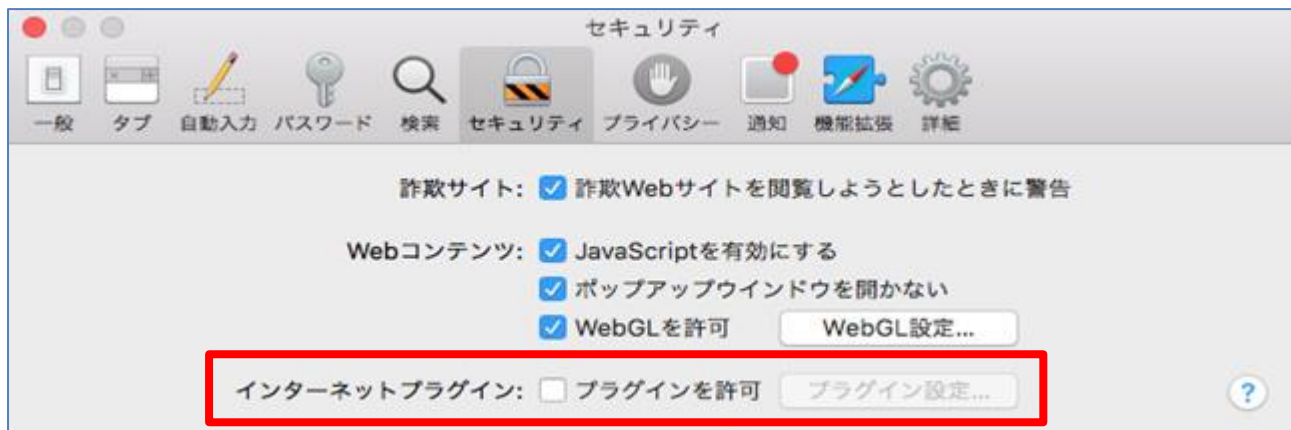 セキュリティ
一般 タブ 自動入力 パスワード 検索 セキュリティ プライバシー 通知 機能拡張 詳細
詐欺サイト: 詐欺Webサイトを閲覧しようとしたときに警告
Webコンテンツ: JavaScriptを有効にする
ポップアップウインドウを開かない
WebGLを許可 WebGL設定...
インターネットプラグイン: プラグインを許可 プラグイン設定... ?